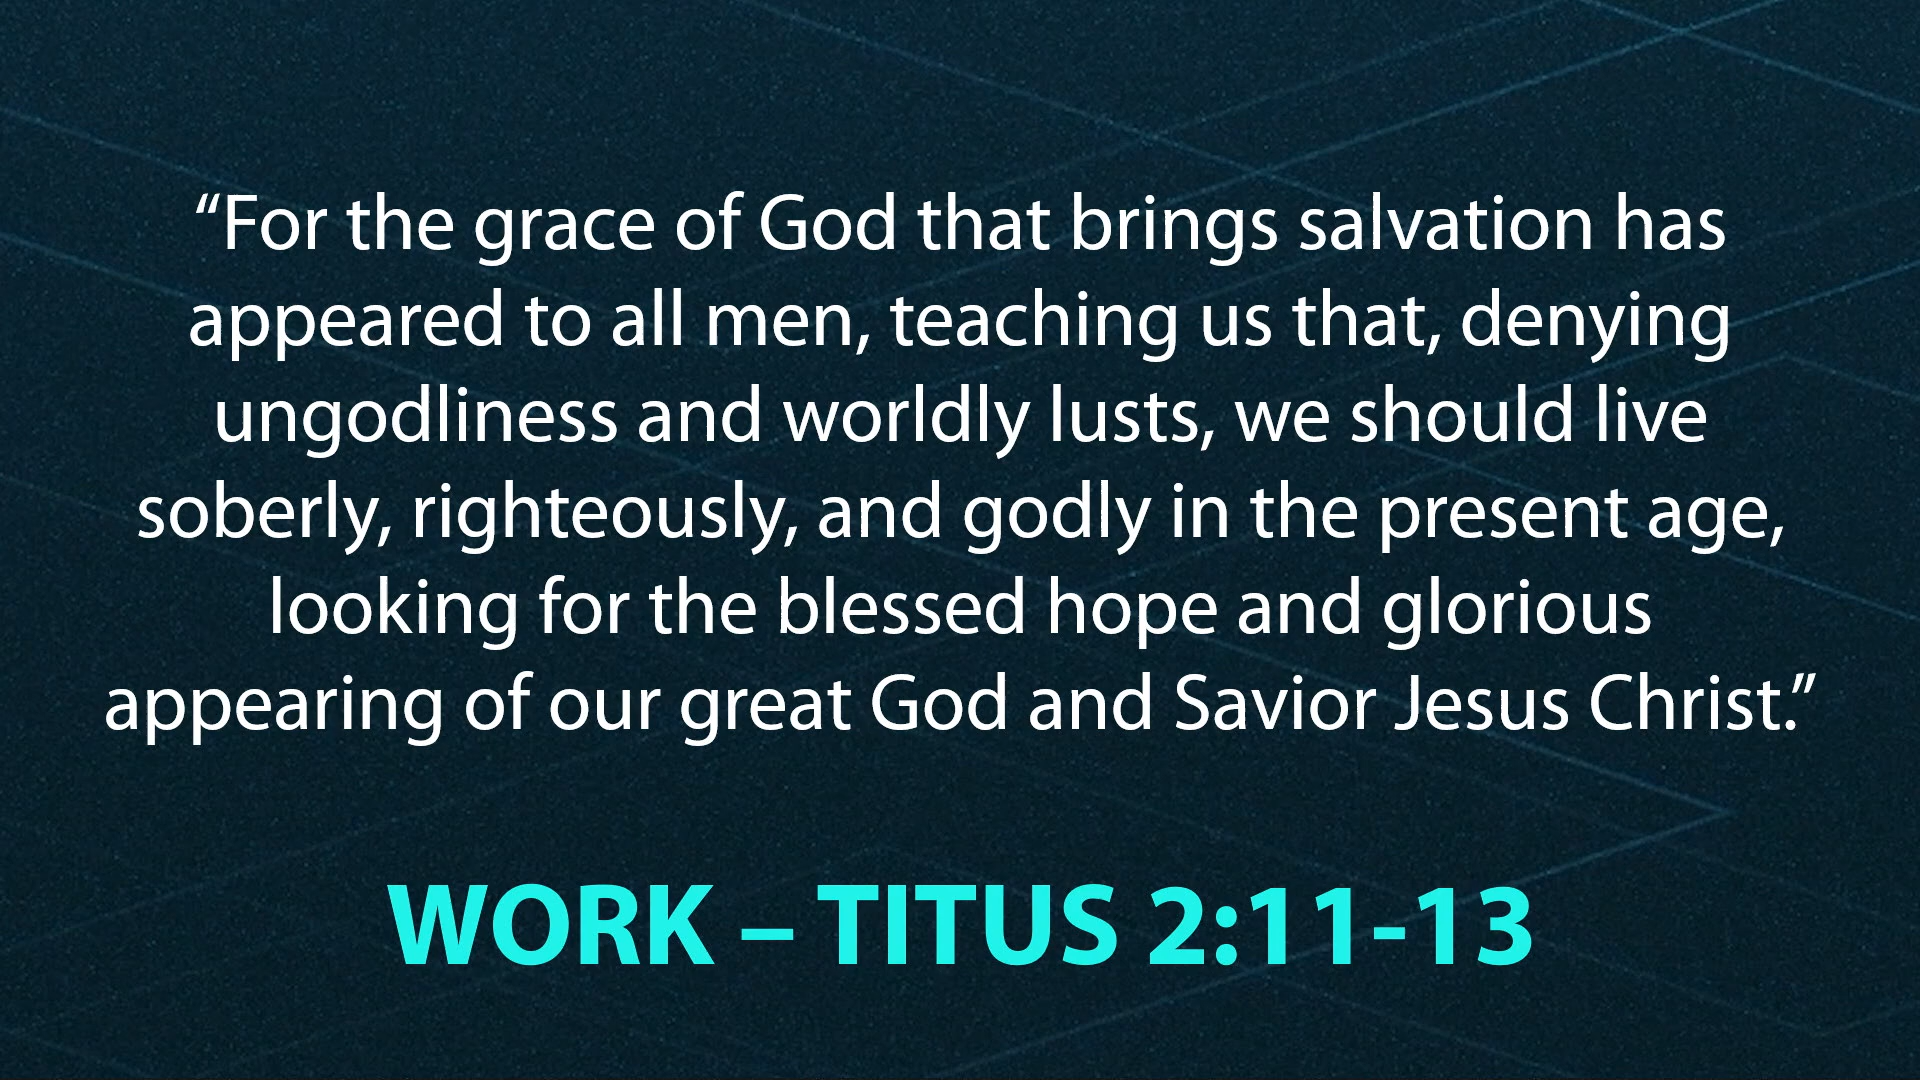 “For the grace of God that brings salvation has
appeared to all men, teaching us that, denying
ungodliness and worldly lusts, we should live
soberly, righteously, and godly in the present age,
looking for the blessed hope and glorious
appearing of our great God and Savior Jesus Christ.”
WORK – TITUS 2:11-13